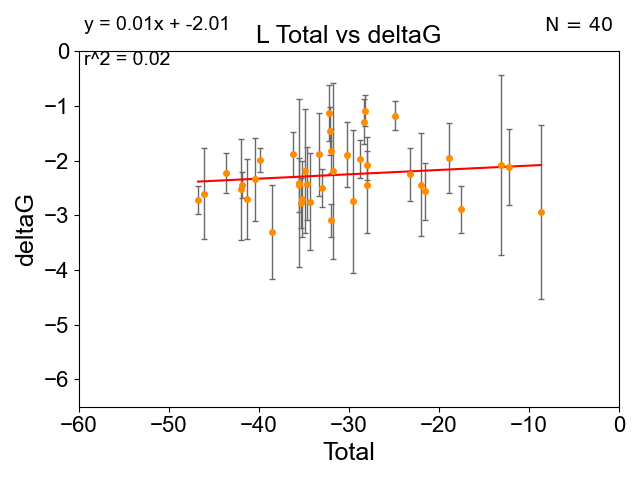 y = 0.01x + -2.01
N = 40
L Total vs deltaG
r^2 = 0.02
0
−1
−2
−3
−4
−5
−6
deltaG
−60
−50
−40
−30
−20
−10
0
Total